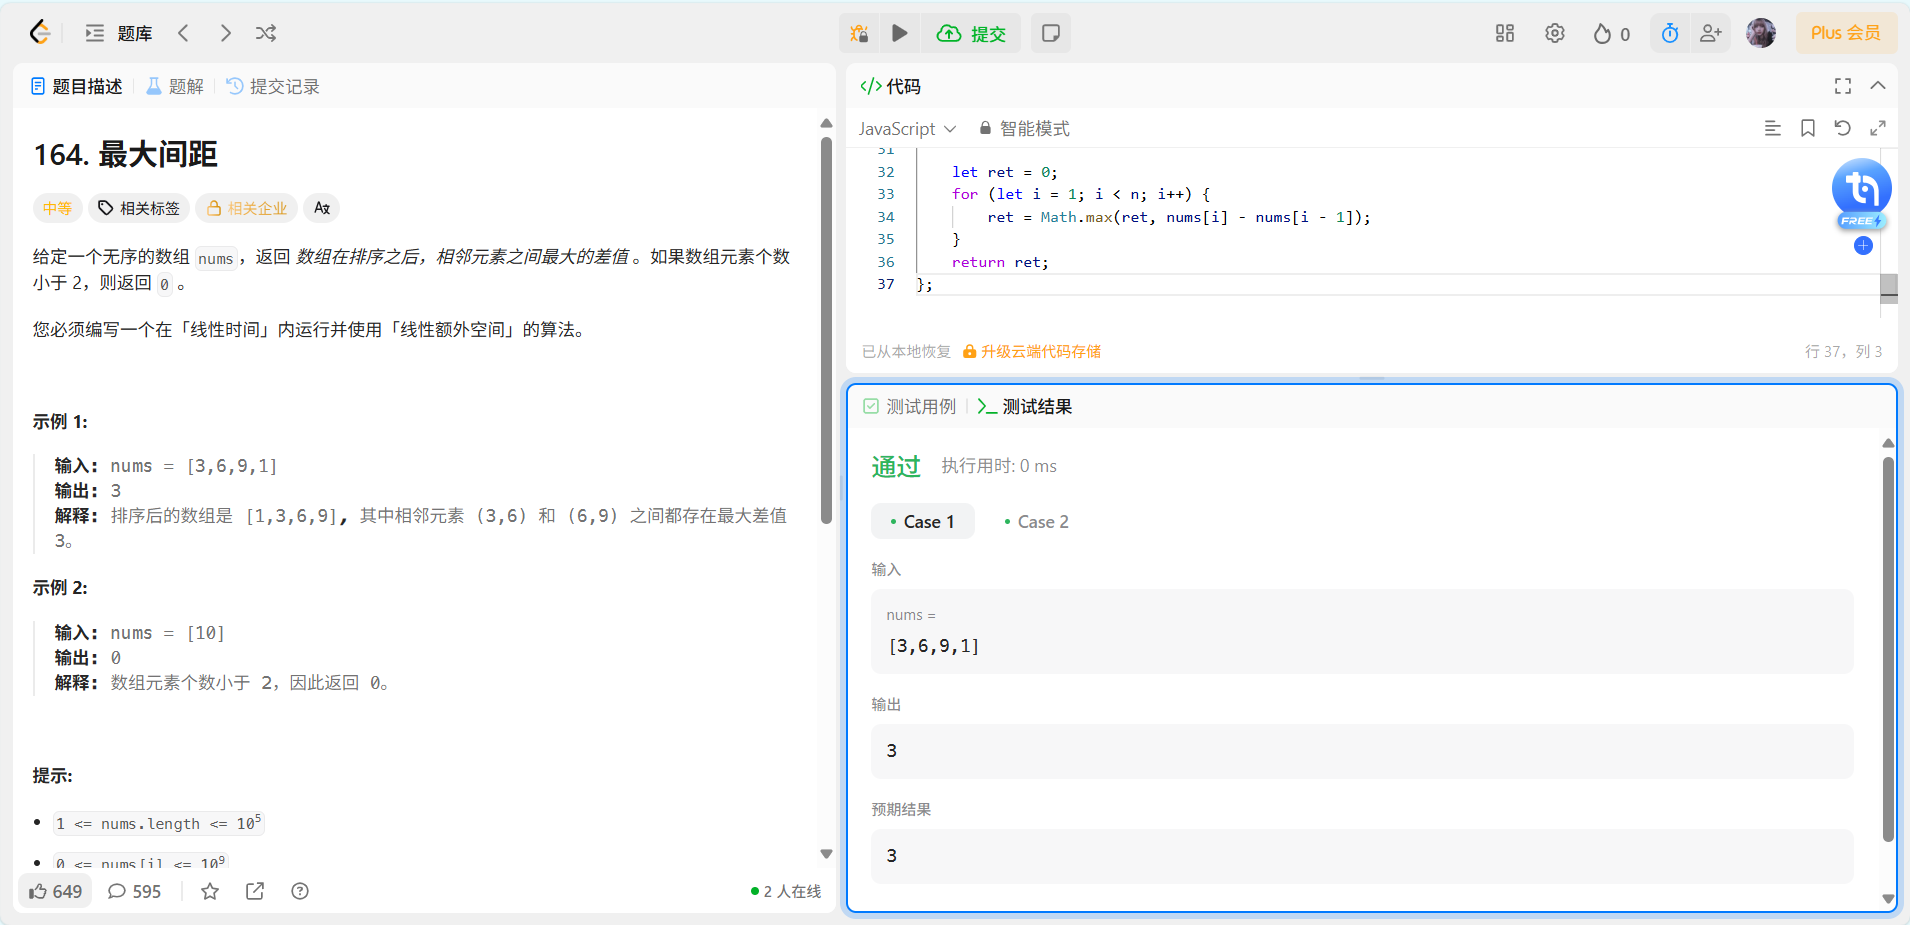 题库
提交
0
Plus 会员
题目描述
题解
提交记录
164. 最大间距
中等
相关标签
相关企业
给定一个无序的数组 nums，返回 数组在排序之后，相邻元素之间最大的差值 。如果数组元素个数
小于 2，则返回 0 。
您必须编写一个在「线性时间」内运行并使用「线性额外空间」的算法。
示例 1:
输入: nums = [3,6,9,1]
输出: 3
解释: 排序后的数组是 [1,3,6,9], 其中相邻元素 (3,6) 和 (6,9) 之间都存在最大差值
3。
示例 2:
输入: nums = [10]
输出: 0
解释: 数组元素个数小于 2，因此返回 0。
提示:
1 <= nums.length <= 10⁵
0 <= nums[i] <= 10⁹
649
595
2 人在线
</> 代码
JavaScript
智能模式
31
32 let ret = 0;
33 for (let i = 1; i < n; i++) {
34 ret = Math.max(ret, nums[i] - nums[i - 1]);
35 }
36 return ret;
37 };
FREE
已从本地恢复
升级云端代码存储
行 37，列 3
测试用例
测试结果
通过
执行用时: 0 ms
Case 1
Case 2
输入
nums =
[3,6,9,1]
输出
3
预期结果
3